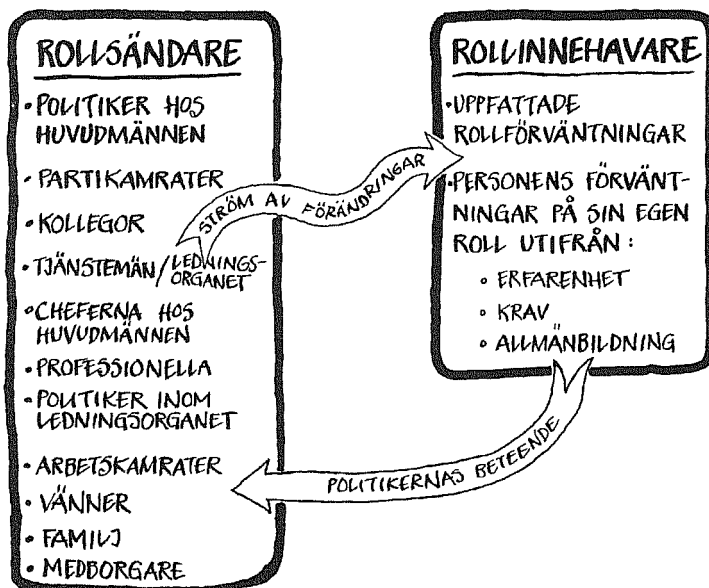 ROLLSÄNDARE
• POLITIKER HOS
HUVUDMÄNNEN
• PARTIKAMRATER
• KOLLEGOR
• TJÄNSTEMÄN/LEDNINGS-
ORGANET
• CHEFERNA HOS
HUVUDMÄNNEN
• PROFESSIONELLA
• POLITIKER INOM
LEDNINGSORGANET
• ARBETSKAMRATER
• VÄNNER
• FAMILJ
• MEDBORGARE
STRÖM AV FÖRÄNDRINGAR
ROLLINNEHAVARE
• UPPFATTADE
ROLLFÖRVÄNTNINGAR
• PERSONENS FÖRVÄNT-
NINGAR PÅ SIN EGEN
ROLL UTIFRÅN :
• ERFARENHET
• KRAV
• ALLMÄNBILDNING
POLITIKERNAS BETEENDE